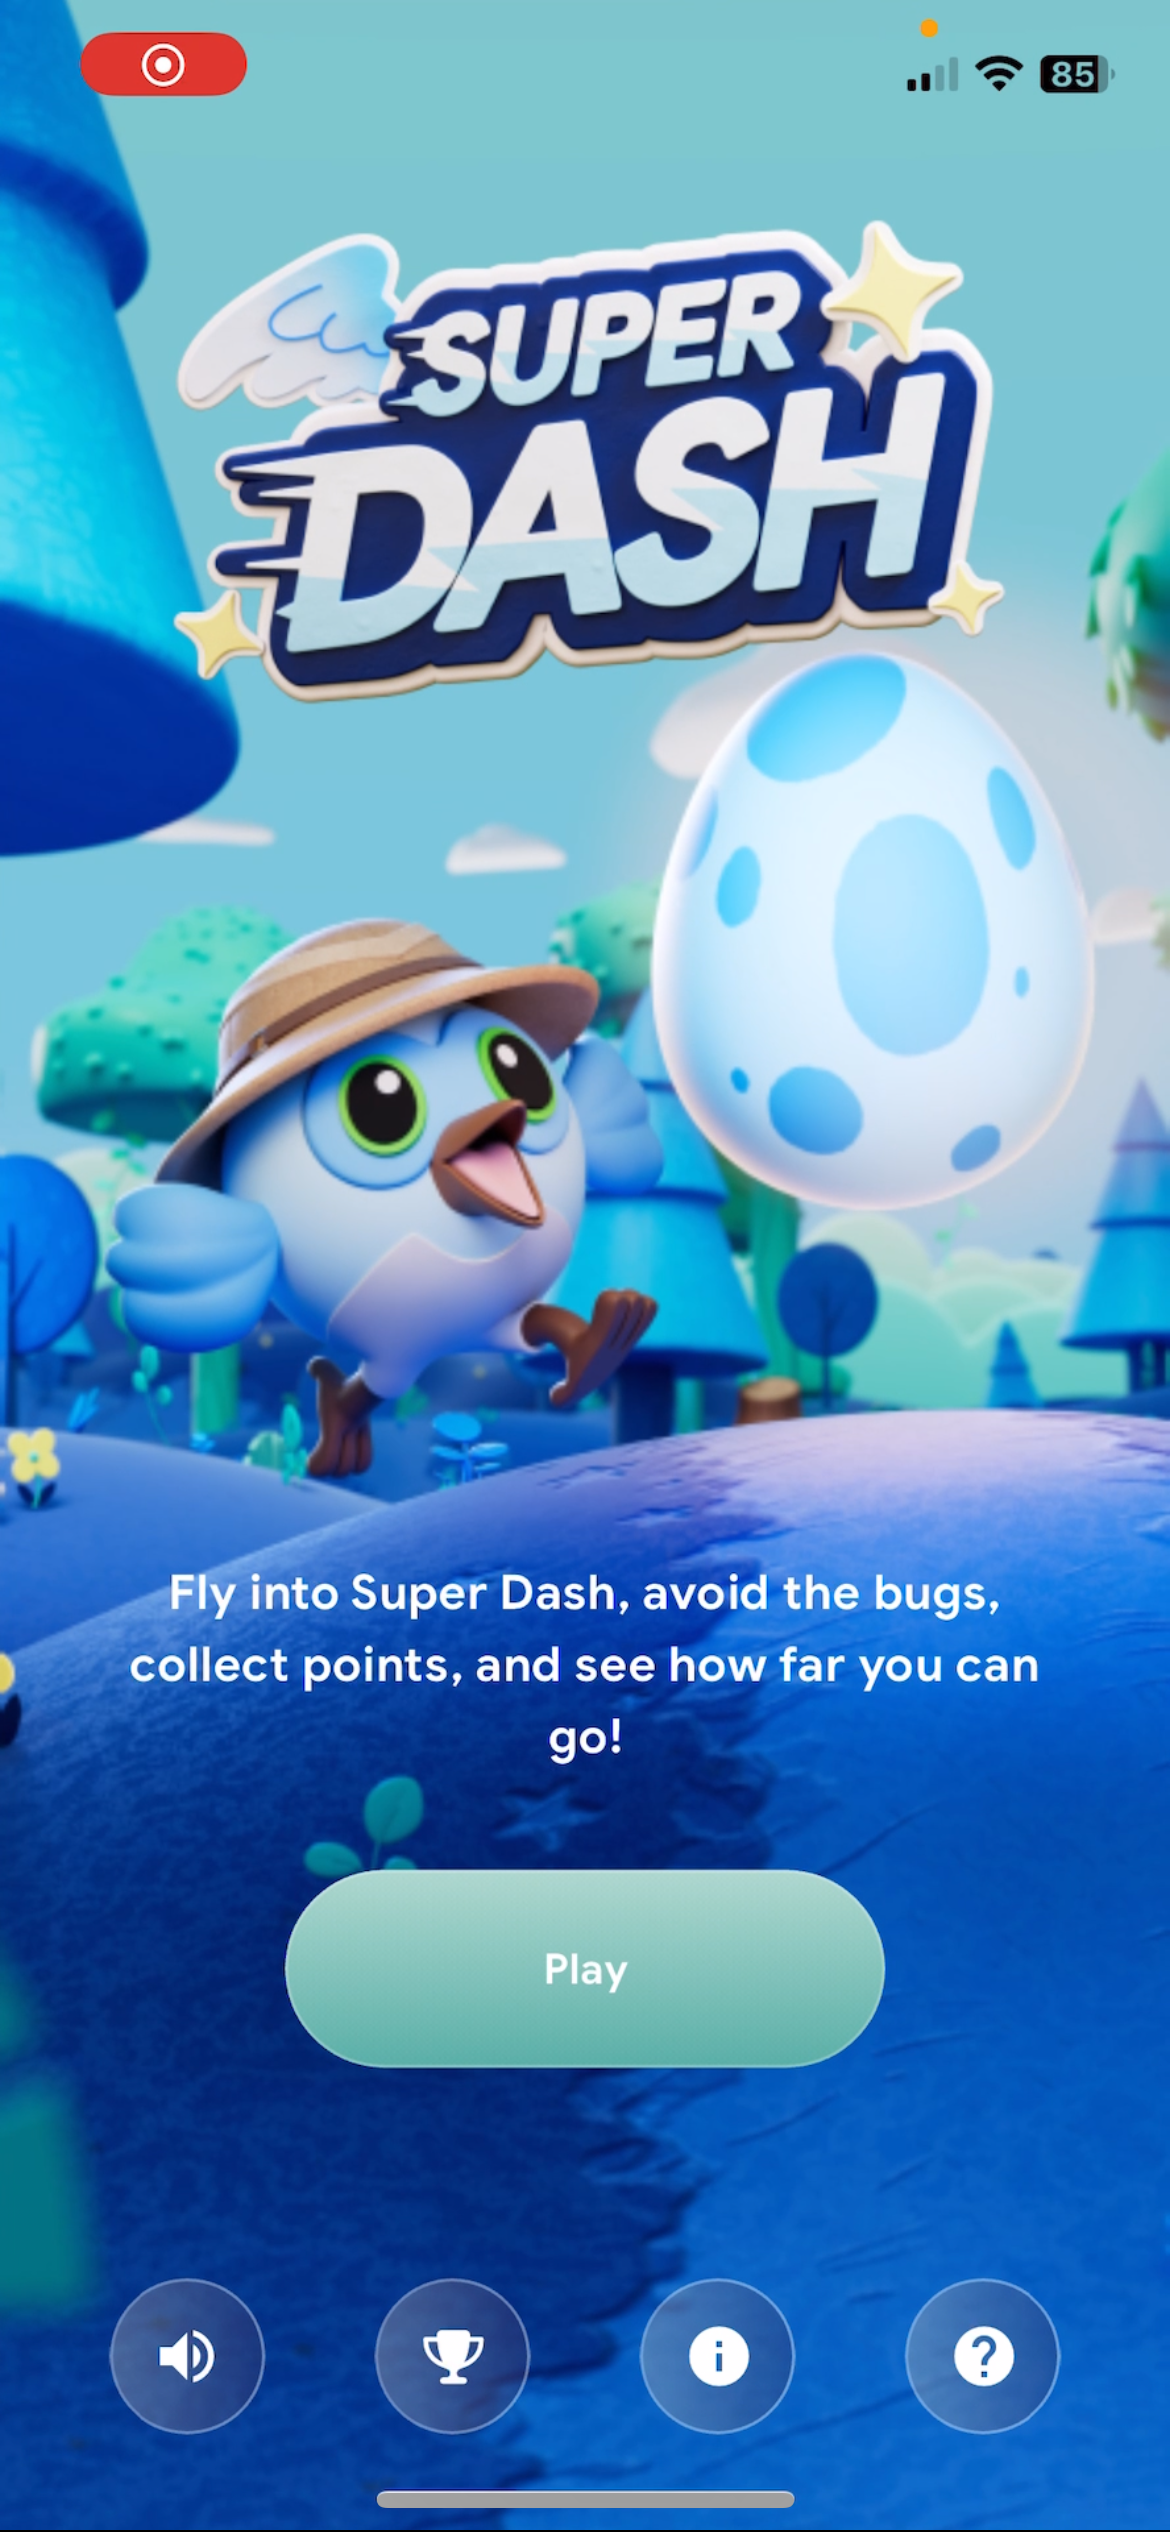 85
SUPER
DASH
Fly into Super Dash, avoid the bugs,
collect points, and see how far you can
go!
Play